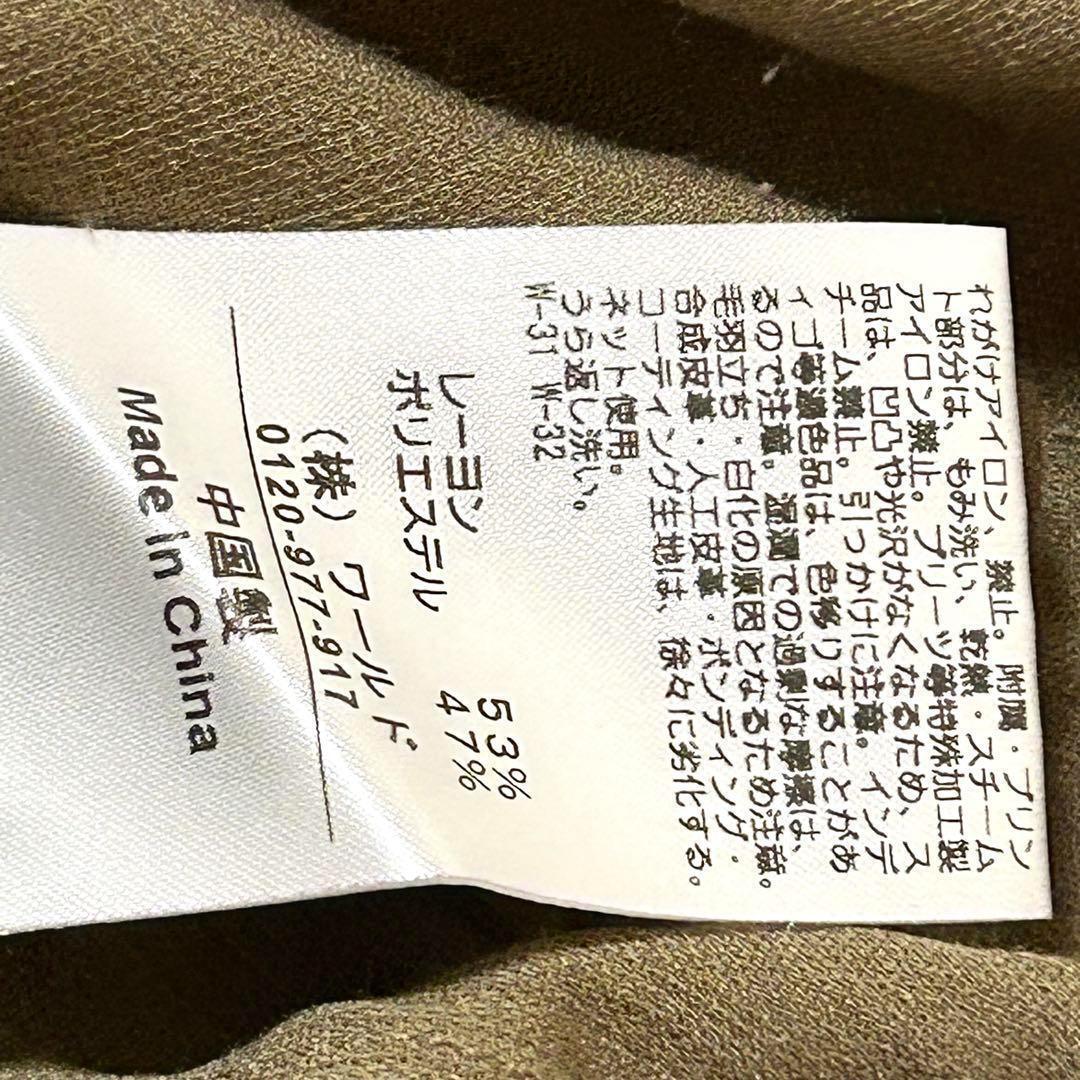 れがけアイロン、禁止。附属・プリン
ト部分は、もみ洗い、乾燥・スチーム
アイロン禁止。プリーツ等特殊加工製
品は、凹凸や光沢がなくなるため、ス
チーム禁止。引っかけに注意。インデ
ィゴ等濃色品は、色移りすることがあ
るので注意。湿潤での過剰な摩擦は、
毛羽立ち・白化の原因となるため注意。
合成皮革・人工皮革・ボンディング・
コーティング生地は、徐々に劣化する。
ネット使用。
うら返し洗い。
W-31 W-32
レーヨン 53%
ポリエステル 47%
(株)ワールド
0120-977-917
中国製
Made in China